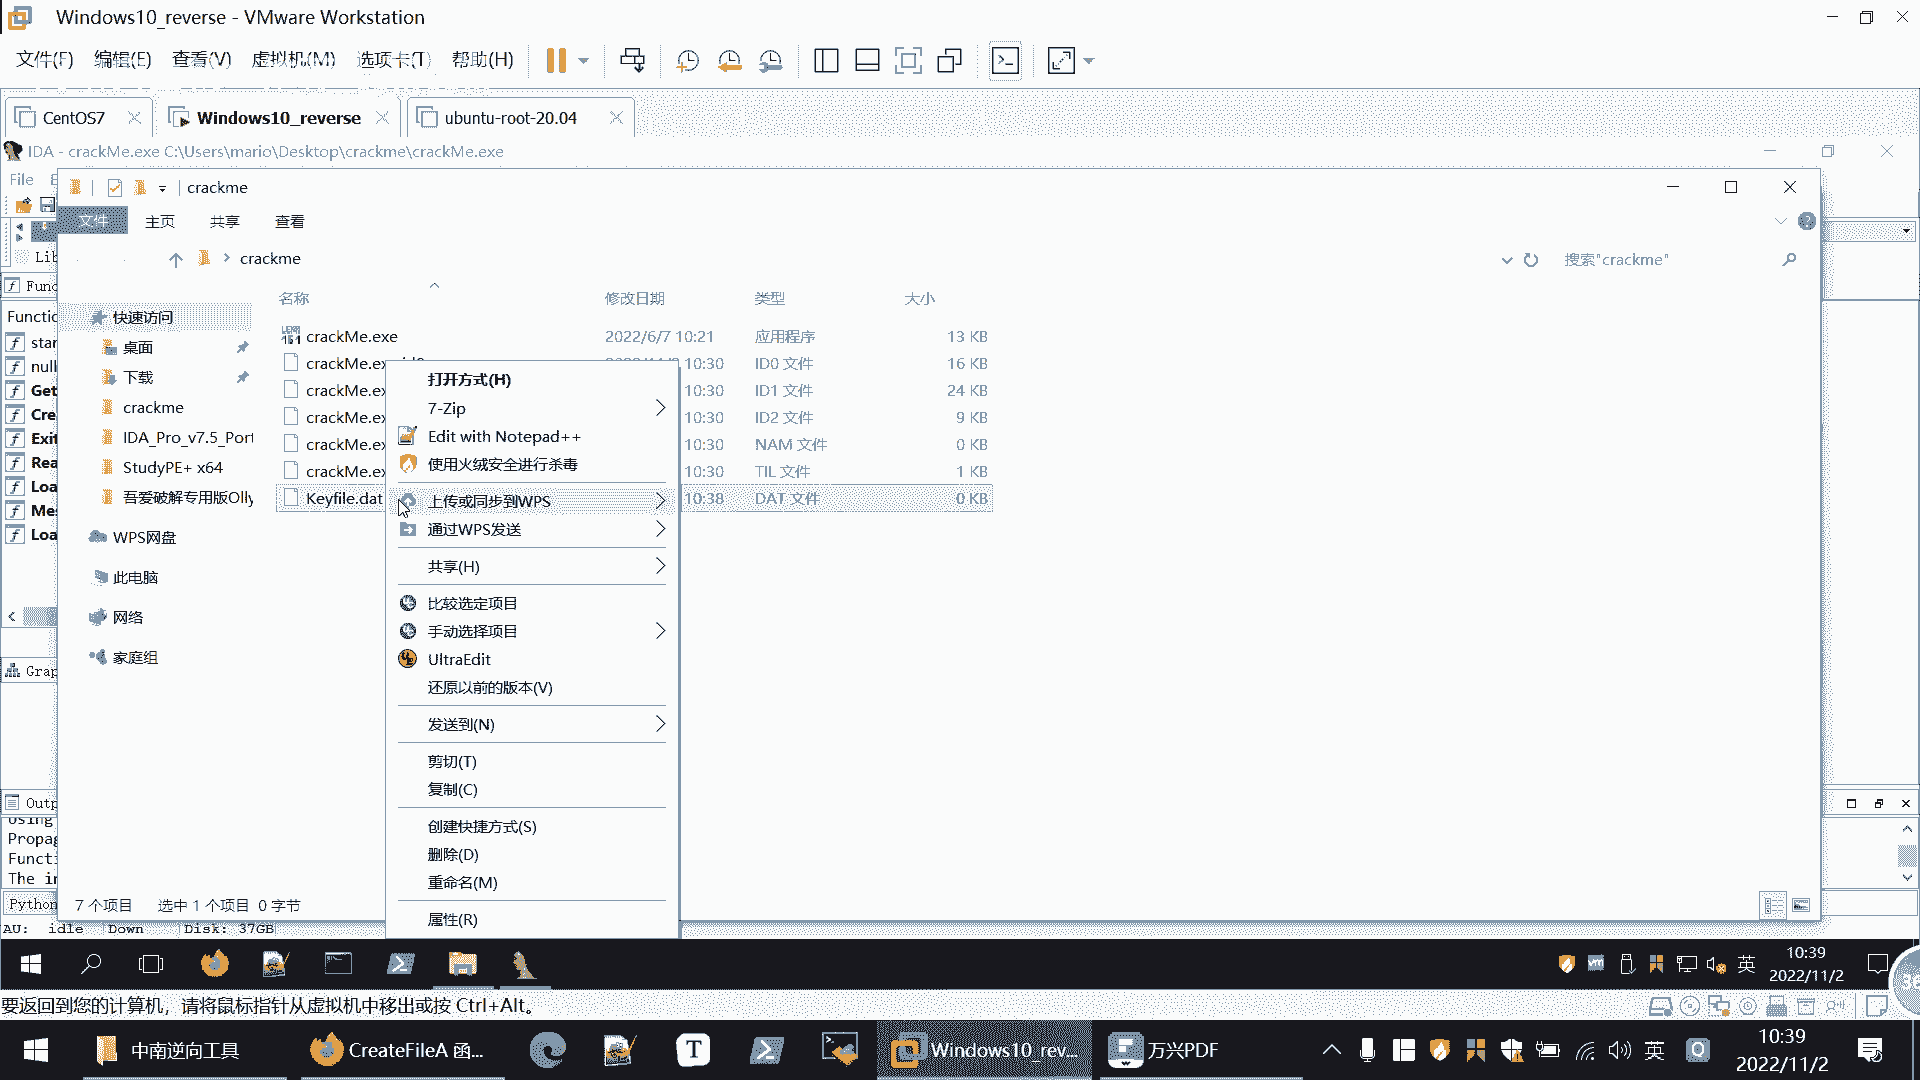 Windows10_reverse - VMware Workstation
文件(F) 编辑(E) 查看(V) 虚拟机(M) 选项卡(T) 帮助(H)
CentOS7 Windows10_reverse ubuntu-root-20.04
IDA - crackMe.exe C:\Users\mario\Desktop\crackme\crackMe.exe
File
crackme
文件 主页 共享 查看
crackme 搜索"crackme"
Lib
Func
名称 修改日期 类型 大小
Functio
快速访问
crackMe.exe 2022/6/7 10:21 应用程序 13 KB
star
桌面
crackMe.exe 10:30 ID0 文件 16 KB
null
下载
crackMe.ex 10:30 ID1 文件 24 KB
Get
crackme
crackMe.ex 10:30 ID2 文件 9 KB
Cre
IDA_Pro_v7.5_Port
crackMe.ex 10:30 NAM 文件 0 KB
Exit
StudyPE+ x64
crackMe.ex 10:30 TIL 文件 1 KB
Rea
吾爱破解专用版Olly
Keyfile.dat 10:38 DAT 文件 0 KB
Loa
Mes
Loa
WPS网盘
此电脑
网络
家庭组
打开方式(H)
7-Zip
Edit with Notepad++
使用火绒安全进行杀毒
上传或同步到WPS
通过WPS发送
共享(H)
比较选定项目
手动选择项目
UltraEdit
还原以前的版本(V)
发送到(N)
剪切(T)
复制(C)
创建快捷方式(S)
删除(D)
重命名(M)
属性(R)
Grap
Outp
Using
Propag
Functi
The in
Python
7 个项目 选中 1 个项目 0 字节
AU: idle Down Disk: 37GB
英 10:39
2022/11/2
要返回到您的计算机，请将鼠标指针从虚拟机中移出或按 Ctrl+Alt。
中南逆向工具 CreateFileA 函... T Windows10_rev... 万兴PDF 英 10:39
2022/11/2